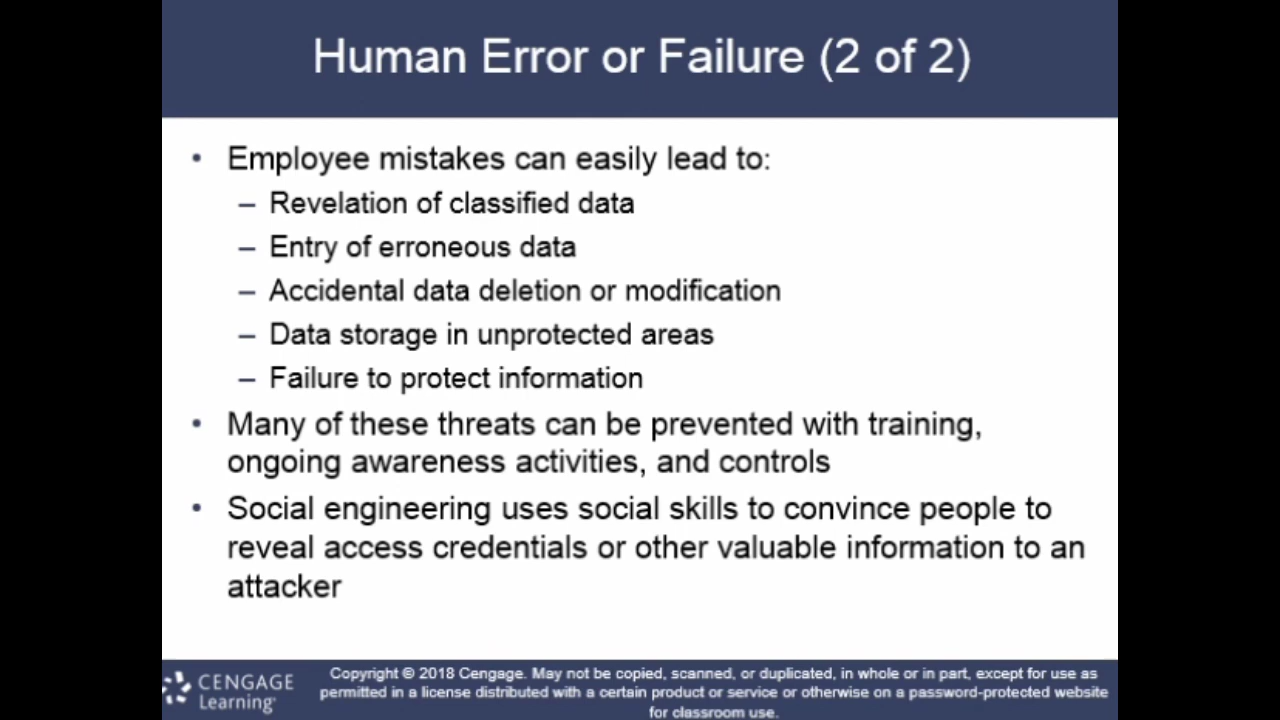 Human Error or Failure (2 of 2)
• Employee mistakes can easily lead to:
– Revelation of classified data
– Entry of erroneous data
– Accidental data deletion or modification
– Data storage in unprotected areas
– Failure to protect information
• Many of these threats can be prevented with training,
ongoing awareness activities, and controls
• Social engineering uses social skills to convince people to
reveal access credentials or other valuable information to an
attacker
CENGAGE
Learning
Copyright © 2018 Cengage. May not be copied, scanned, or duplicated, in whole or in part, except for use as
permitted in a license distributed with a certain product or service or otherwise on a password-protected website
for classroom use.